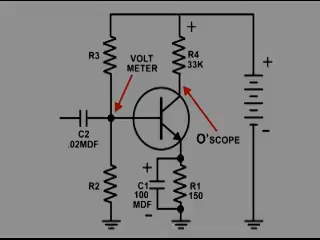 R3
VOLT
METER
+
R4
33K
+
-
O'SCOPE
C2
.02MDF
R2
+
C1
100
MDF
-
R1
150